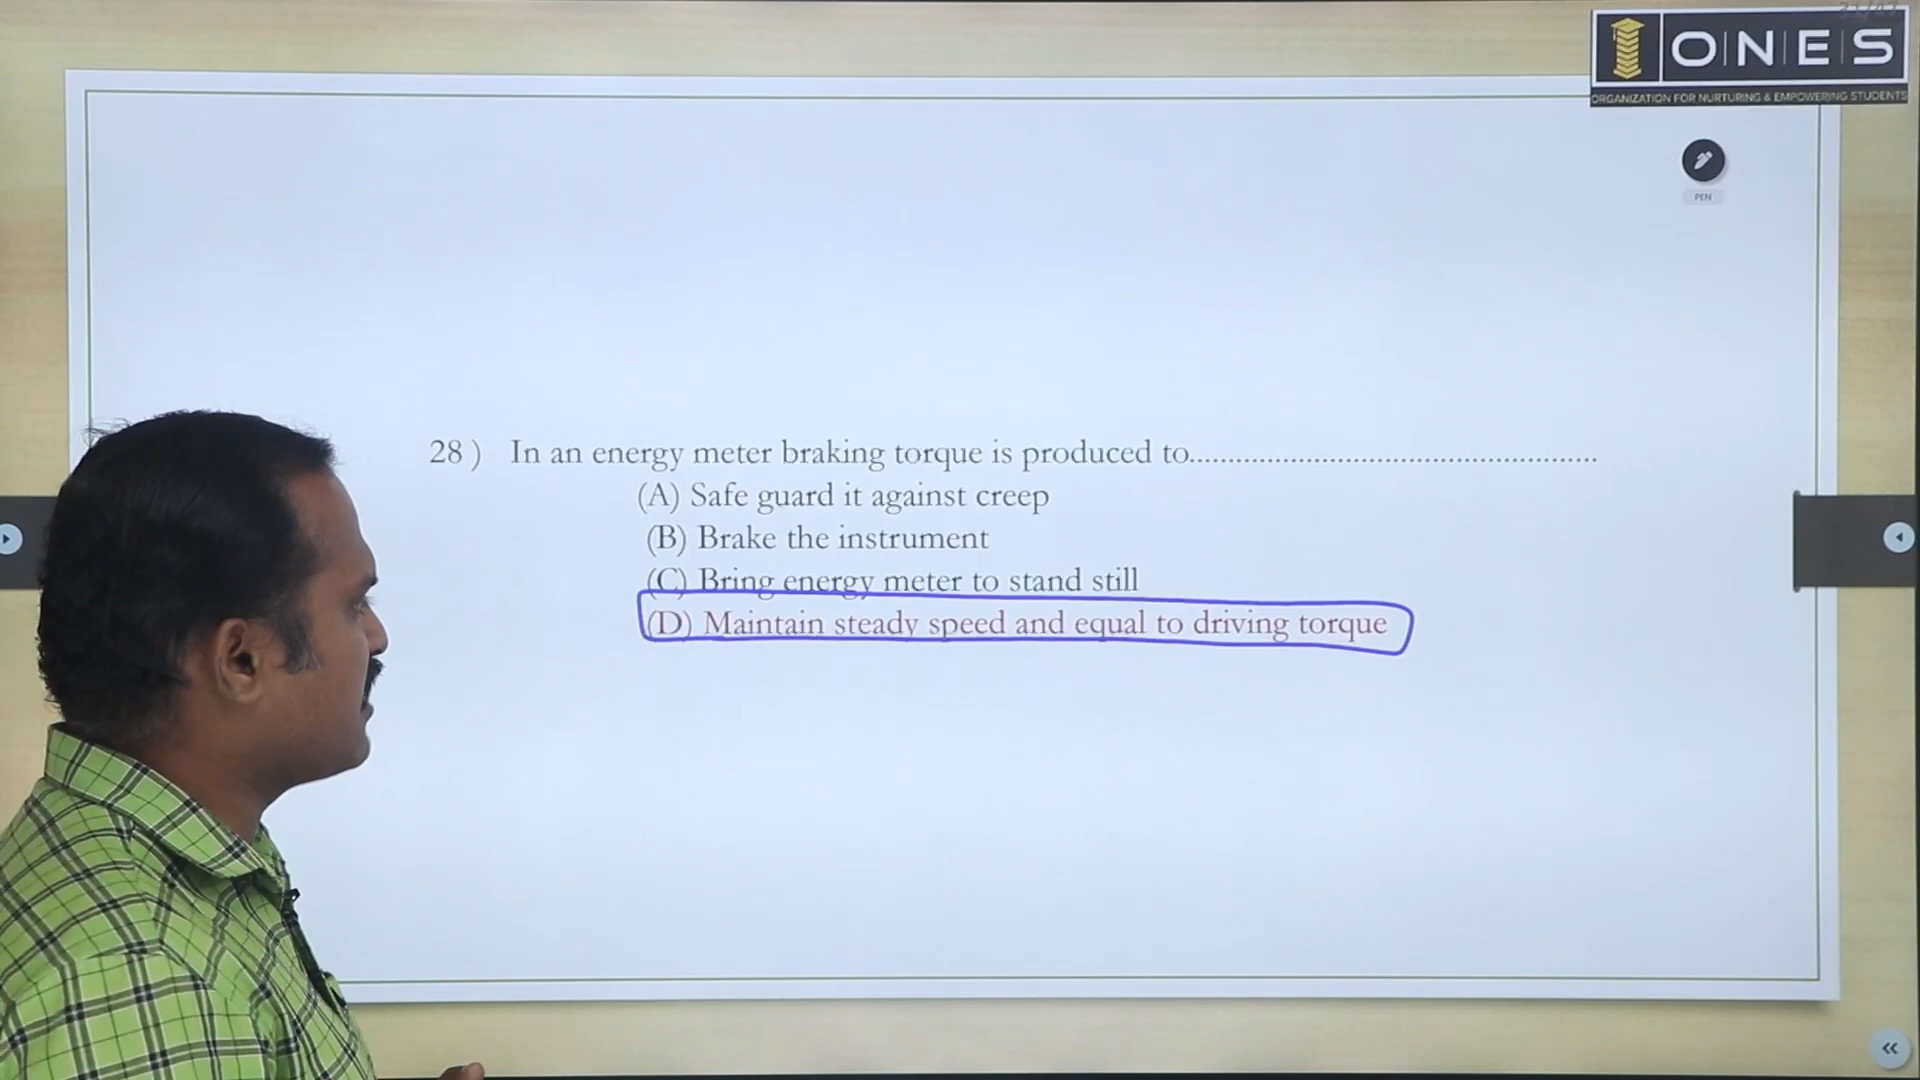 O|N|E|S
ORGANIZATION FOR NURTURING & EMPOWERING STUDENTS
PEN
28 ) In an energy meter braking torque is produced to....................................................
(A) Safe guard it against creep
(B) Brake the instrument
(C) Bring energy meter to stand still
(D) Maintain steady speed and equal to driving torque